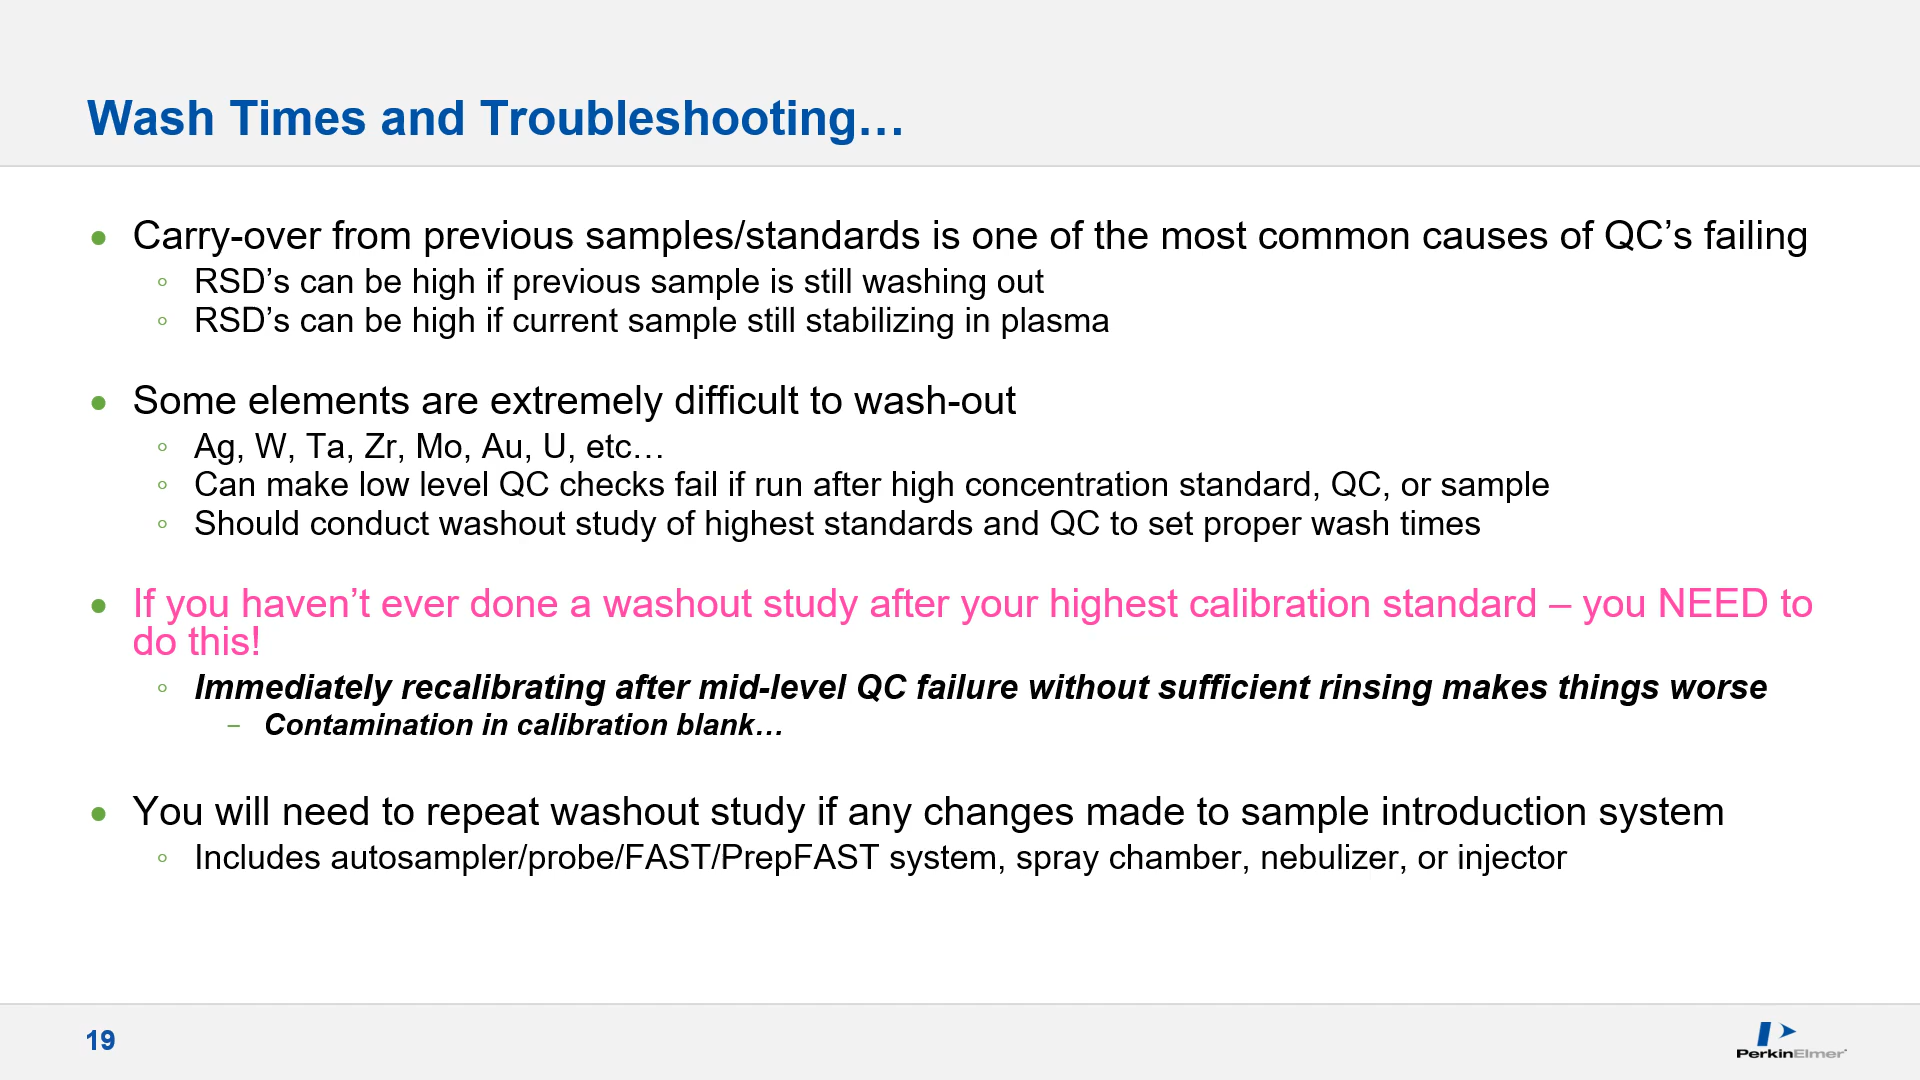 Wash Times and Troubleshooting…
Carry-over from previous samples/standards is one of the most common causes of QC’s failing
RSD’s can be high if previous sample is still washing out
RSD’s can be high if current sample still stabilizing in plasma
Some elements are extremely difficult to wash-out
Ag, W, Ta, Zr, Mo, Au, U, etc…
Can make low level QC checks fail if run after high concentration standard, QC, or sample
Should conduct washout study of highest standards and QC to set proper wash times
If you haven’t ever done a washout study after your highest calibration standard – you NEED to
do this!
Immediately recalibrating after mid-level QC failure without sufficient rinsing makes things worse
Contamination in calibration blank…
You will need to repeat washout study if any changes made to sample introduction system
Includes autosampler/probe/FAST/PrepFAST system, spray chamber, nebulizer, or injector
19
PerkinElmer